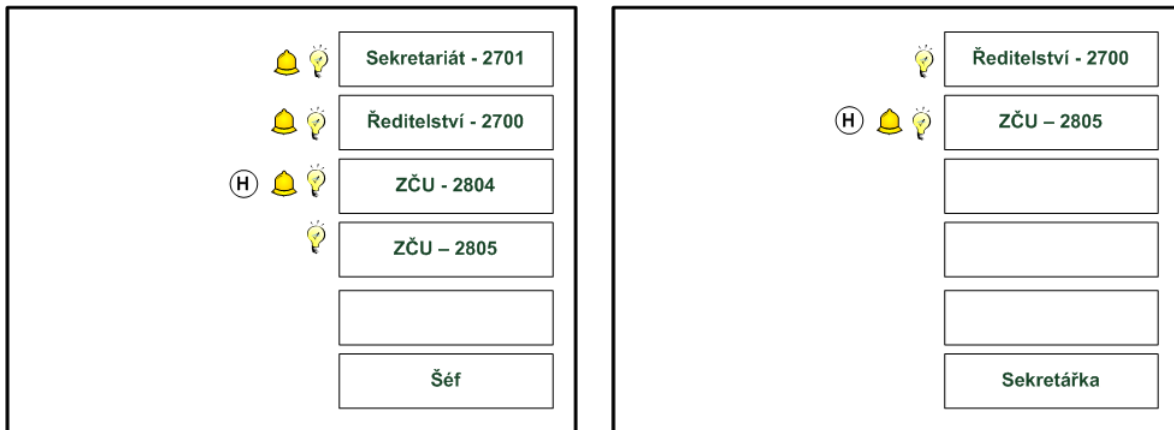 Sekretariát - 2701
Ředitelství - 2700
H
ZČU - 2804
ZČU – 2805
Šéf
Ředitelství - 2700
H
ZČU – 2805
Sekretářka